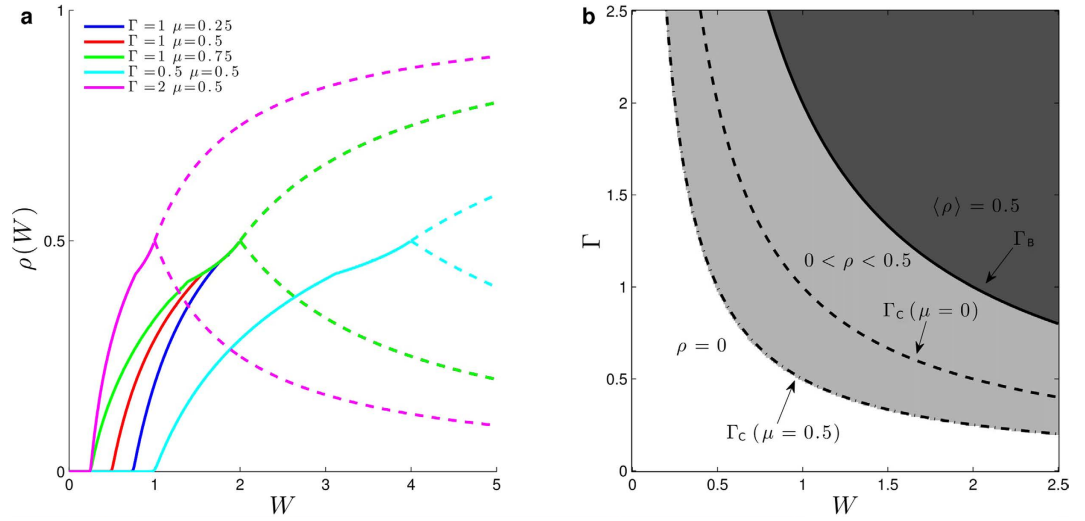 a
Γ=1 μ=0.25
Γ=1 μ=0.5
Γ=1 μ=0.75
Γ=0.5 μ=0.5
Γ=2 μ=0.5
1
0.5
0
ρ(W)
0 1 2 3 4 5
W
b
2.5
2
1.5
1
0.5
0
Γ
⟨ρ⟩ = 0.5
Γ_B
0 < ρ < 0.5
Γ_C (μ = 0)
ρ = 0
Γ_C (μ = 0.5)
0 0.5 1 1.5 2 2.5
W